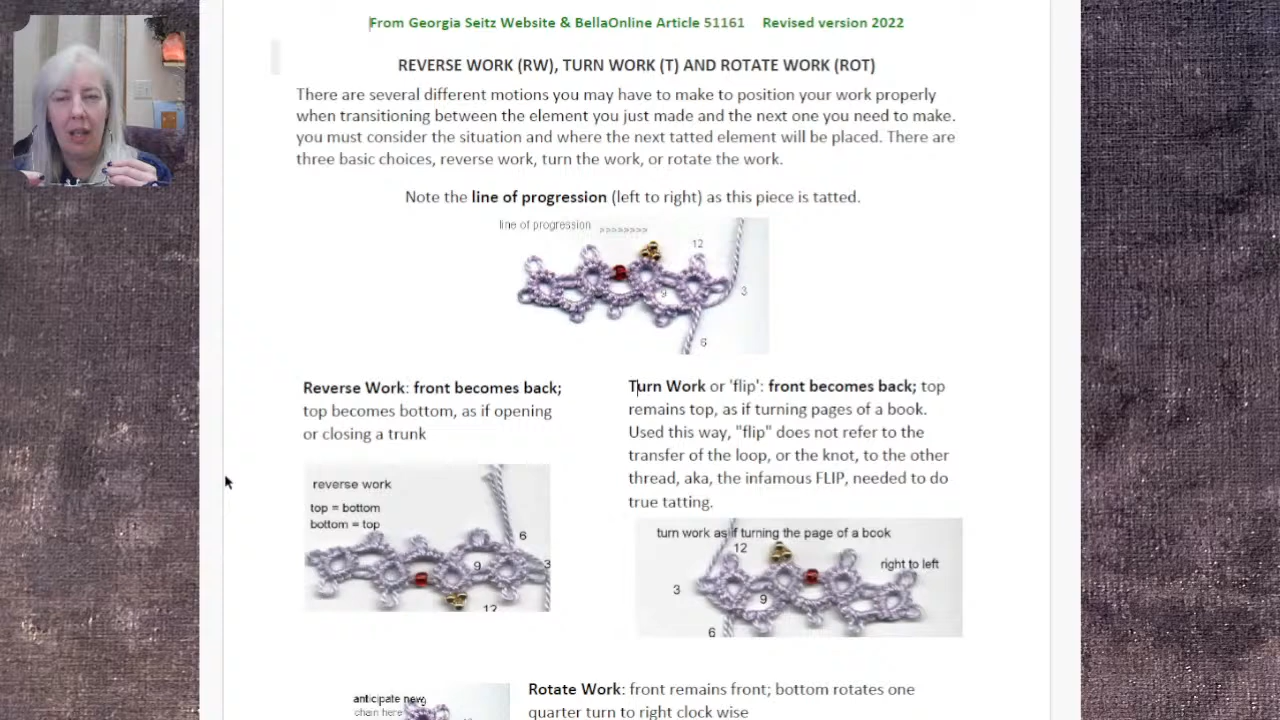 From Georgia Seitz Website & BellaOnline Article 51161 Revised version 2022
REVERSE WORK (RW), TURN WORK (T) AND ROTATE WORK (ROT)
There are several different motions you may have to make to position your work properly
when transitioning between the element you just made and the next one you need to make.
you must consider the situation and where the next tatted element will be placed. There are
three basic choices, reverse work, turn the work, or rotate the work.
Note the line of progression (left to right) as this piece is tatted.
line of progression >>>>>>>>
12
9
3
6
Reverse Work: front becomes back;
top becomes bottom, as if opening
or closing a trunk
reverse work
top = bottom
bottom = top
6
9
3
12
Turn Work or 'flip': front becomes back; top
remains top, as if turning pages of a book.
Used this way, "flip" does not refer to the
transfer of the loop, or the knot, to the other
thread, aka, the infamous FLIP, needed to do
true tatting.
turn work as if turning the page of a book
12
right to left
3
9
6
anticipate new
chain here
Rotate Work: front remains front; bottom rotates one
quarter turn to right clock wise